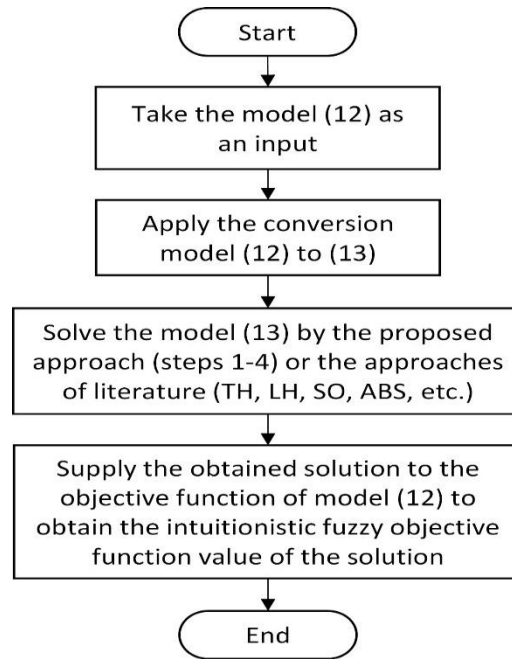 Start
Take the model (12) as
an input
Apply the conversion
model (12) to (13)
Solve the model (13) by the proposed
approach (steps 1-4) or the approaches
of literature (TH, LH, SO, ABS, etc.)
Supply the obtained solution to the
objective function of model (12) to
obtain the intuitionistic fuzzy objective
function value of the solution
End